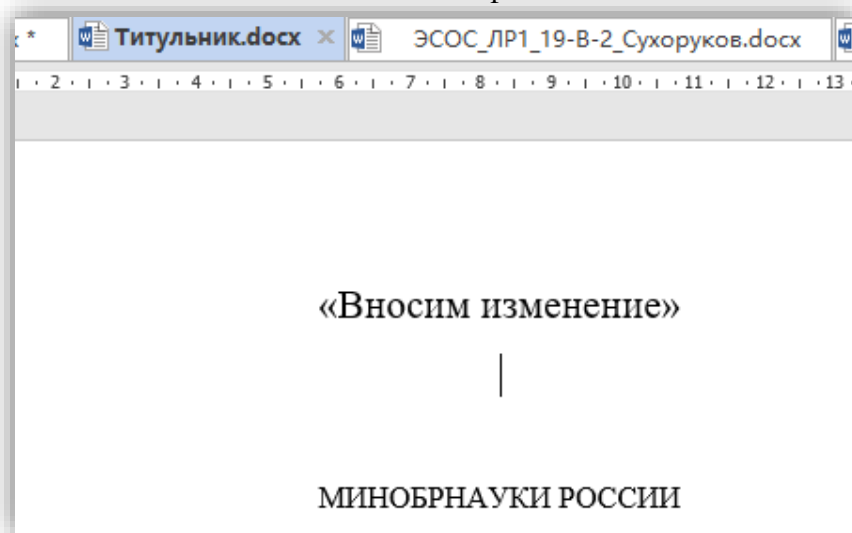 * Титульник.docx × ЭСОС_ЛР1_19-В-2_Сухоруков.docx
2 3 4 5 6 7 8 9 10 11 12 13
«Вносим изменение»
МИНОБРНАУКИ РОССИИ